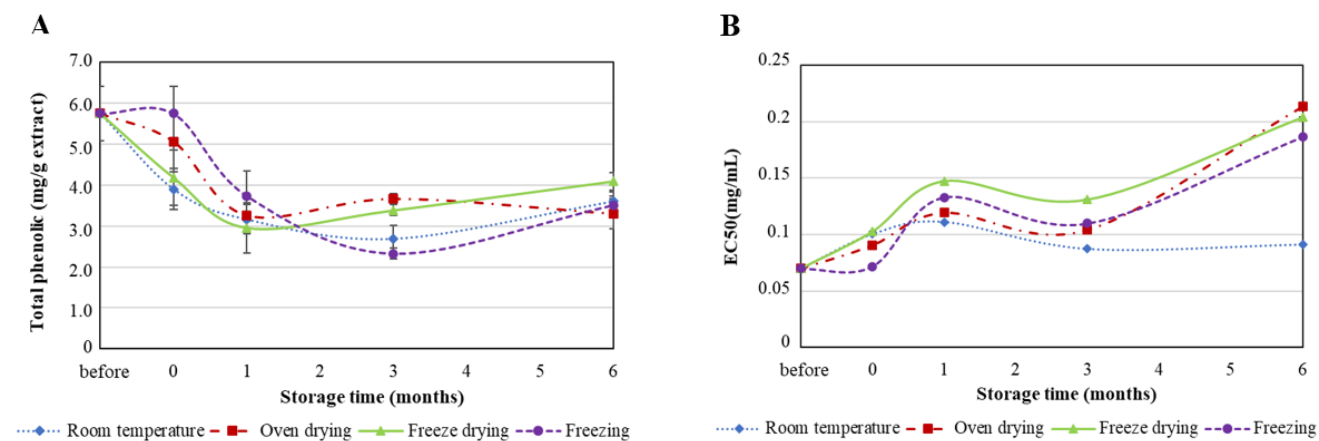 A
Total phenolic (mg/g extract)
7.0
6.0
5.0
4.0
3.0
2.0
1.0
0
before 0 1 2 3 4 5 6
Storage time (months)
Room temperature Oven drying Freeze drying Freezing
B
EC50(mg/mL)
0.25
0.2
0.15
0.1
0.05
0
before 0 1 2 3 4 5 6
Storage time (months)
Room temperature Oven drying Freeze drying Freezing